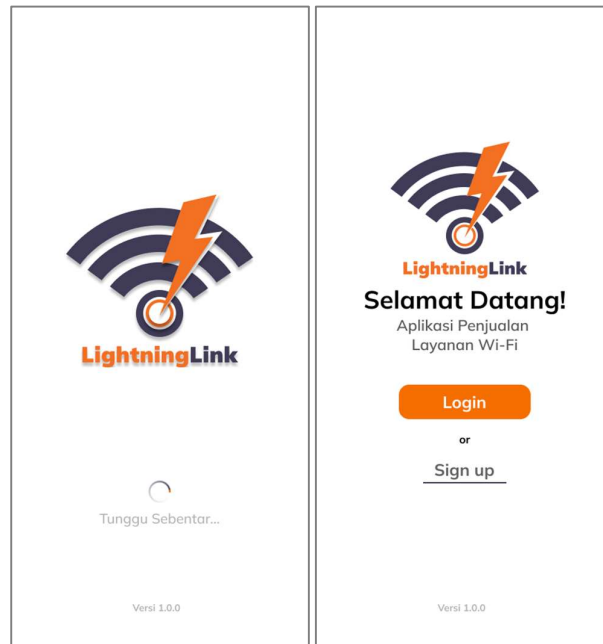 LightningLink
Tunggu Sebentar...
Versi 1.0.0
LightningLink
Selamat Datang!
Aplikasi Penjualan
Layanan Wi-Fi
Login
or
Sign up
Versi 1.0.0